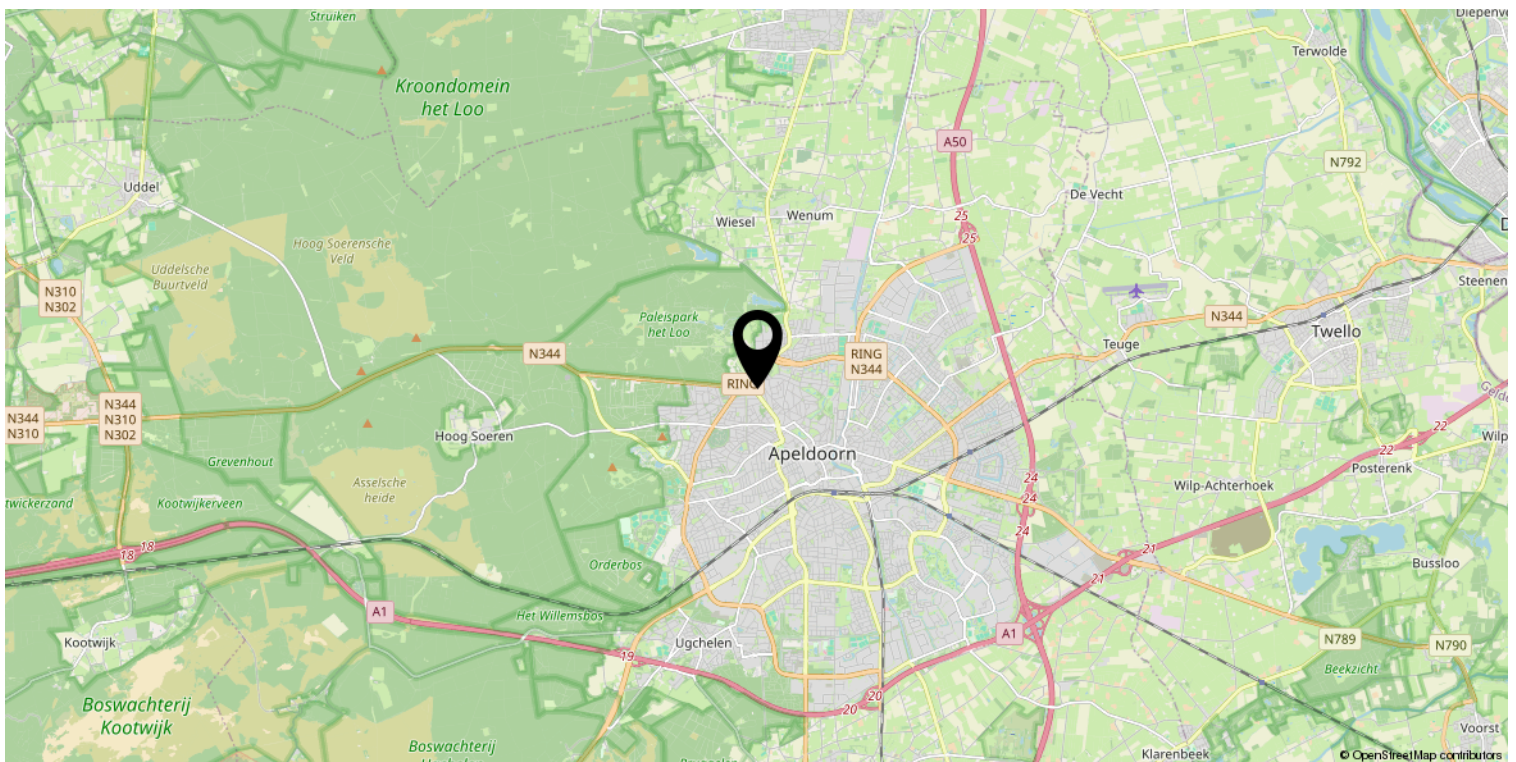 Struiken
Diepenv
Terwolde
Kroondomein
het Loo
A50
N792
Uddel
De Vecht
Wiesel
Wenum
25
25
Hoog Soerensche
Veld
Uddelsche
Buurtveld
N310
N302
Steenen
Paleispark
het Loo
N344
Twello
Teuge
N344
RING
N344
RING
N344
N310
N344
N310
N302
Hoog Soeren
Apeldoorn
22
22
Wilp
Posterenk
Grevenhout
Asselsche
heide
24
24
24
Wilp-Achterhoek
twickerzand
Kootwijkerveen
18
18
21
21
Bussloo
Orderbos
A1
Het Willemsbos
Kootwijk
Ugchelen
19
A1
N789
N790
Beekzicht
20
20
Boswachterij
Kootwijk
Voorst
Boswachterij
Klarenbeek
© OpenStreetMap contributors